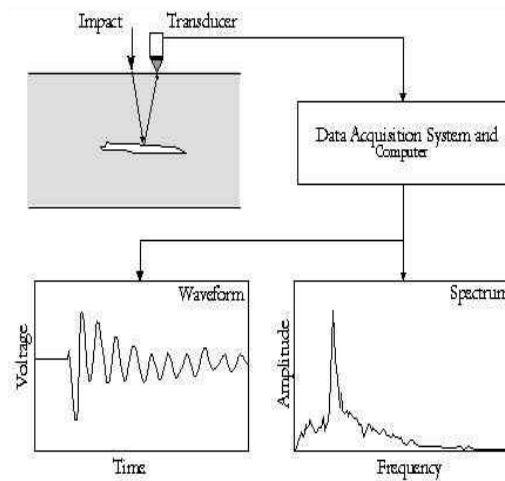 Impact
Transducer
Data Acquisition System and
Computer
Waveform
Voltage
Time
Spectrum
Amplitude
Frequency